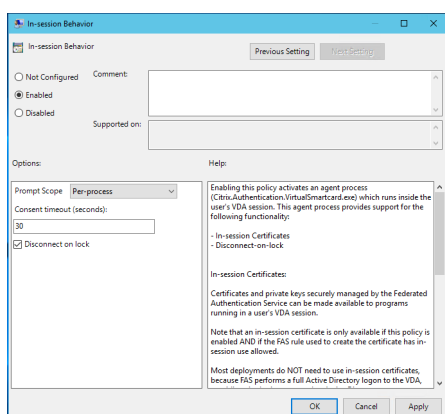 In-session Behavior
In-session Behavior
Previous Setting
Next Setting
Not Configured
Comment:
Enabled
Disabled
Supported on:
Options:
Help:
Prompt Scope Per-process
Consent timeout (seconds):
30
Disconnect on lock
Enabling this policy activates an agent process
(Citrix.Authentication.VirtualSmartcard.exe) which runs inside the
user's VDA session. This agent process provides support for the
following functionality:
- In-session Certificates
- Disconnect-on-lock
In-session Certificates:
Certificates and private keys securely managed by the Federated
Authentication Service can be made available to programs
running in a user's VDA session.
Note that an in-session certificate is only available if this policy is
enabled AND if the FAS rule used to create the certificate has in-
session use allowed.
Most deployments do NOT need to use in-session certificates,
because FAS performs a full Active Directory logon to the VDA,
OK
Cancel
Apply